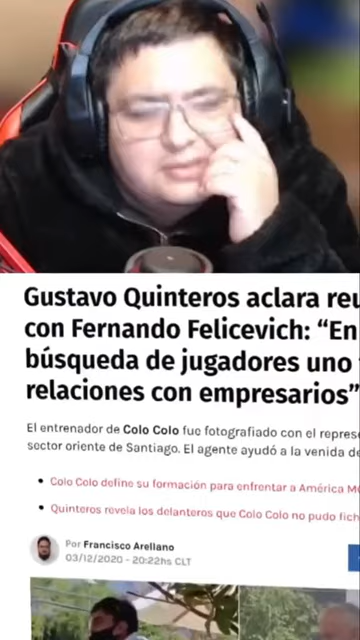 Gustavo Quinteros aclara reu
con Fernando Felicevich: “En
búsqueda de jugadores uno
relaciones con empresarios”
El entrenador de Colo Colo fue fotografiado con el repres
sector oriente de Santiago. El agente ayudó a la venida de
• Colo Colo define su formación para enfrentar a América
• Quinteros revela los delanteros que Colo Colo no pudo fich
Por Francisco Arellano
03/12/2020 - 20:22hs CLT